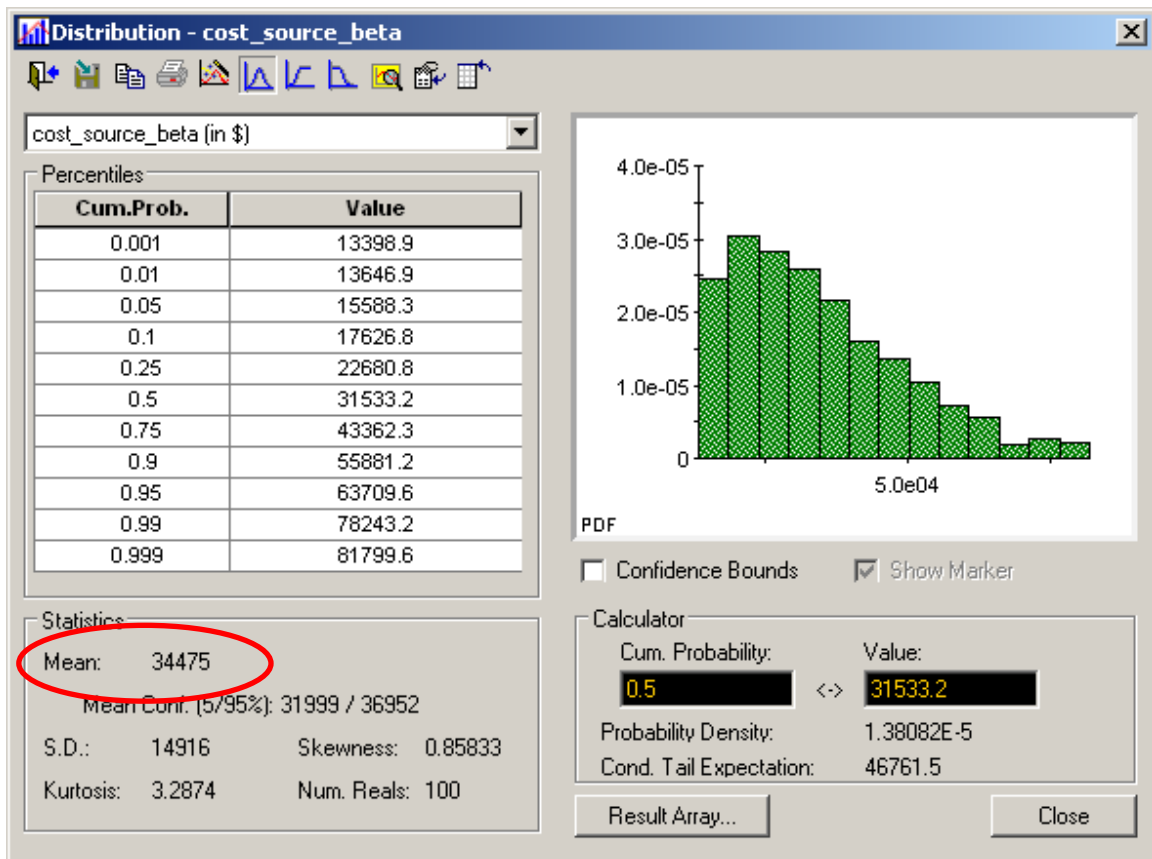 Distribution - cost_source_beta
cost_source_beta (in $)
Percentiles
Cum.Prob. Value
0.001 13398.9
0.01 13646.9
0.05 15588.3
0.1 17626.8
0.25 22680.8
0.5 31533.2
0.75 43362.3
0.9 55881.2
0.95 63709.6
0.99 78243.2
0.999 81799.6
Statistics
Mean: 34475
Mean Conf. (5/95%): 31999 / 36952
S.D.: 14916 Skewness: 0.85833
Kurtosis: 3.2874 Num. Reals: 100
4.0e-05
3.0e-05
2.0e-05
1.0e-05
0
5.0e04
PDF
Confidence Bounds Show Marker
Calculator
Cum. Probability: Value:
0.5 <-> 31533.2
Probability Density: 1.38082E-5
Cond. Tail Expectation: 46761.5
Result Array... Close